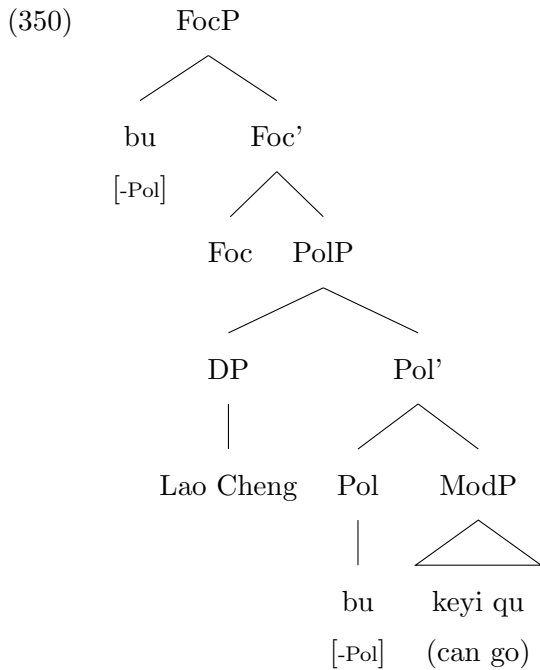 (350) FocP
bu Foc'
[-Pol]
Foc PolP
DP Pol'
Lao Cheng Pol ModP
bu keyi qu
[-Pol] (can go)